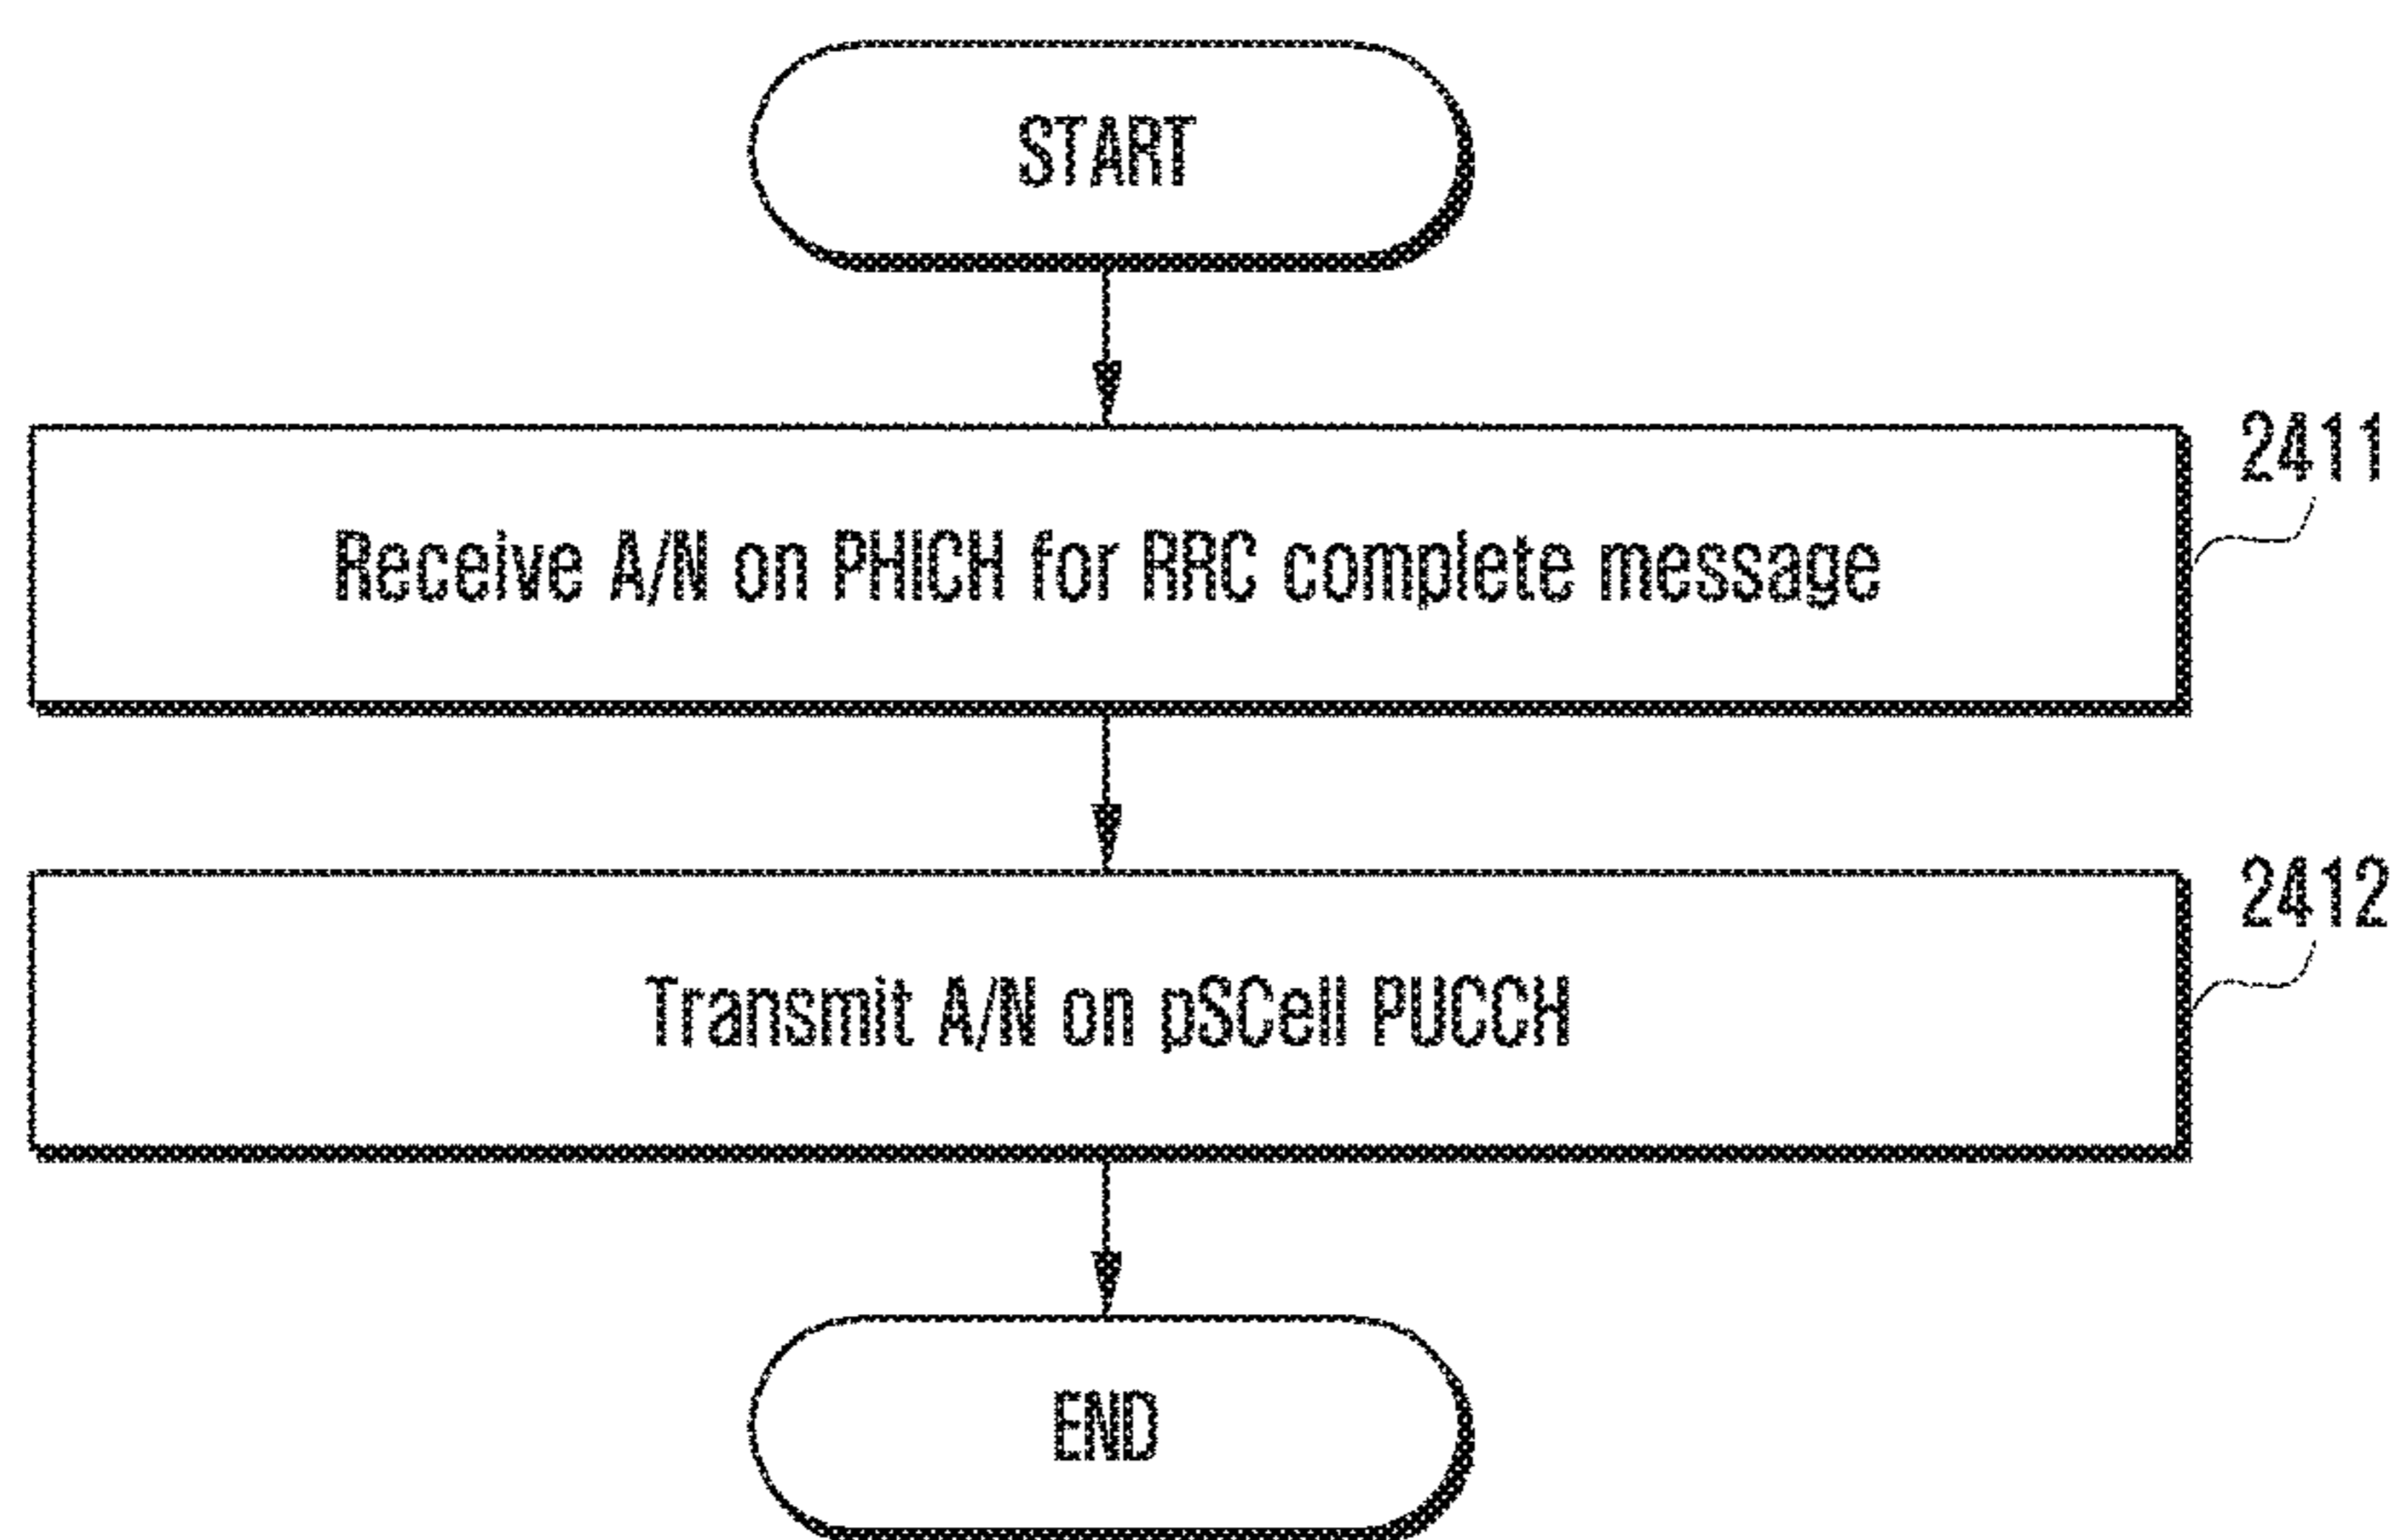 START
2411
Receive A/N on PHICH for RRC complete message
2412
Transmit A/N on pSCell PUCCH
END